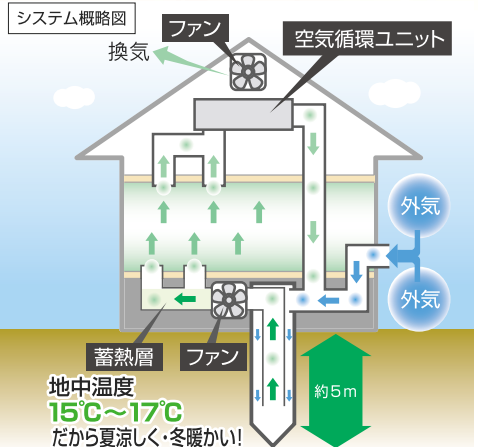 システム概略図
ファン
空気循環ユニット
換気
外気
外気
蓄熱層
ファン
約5m
地中温度
15℃〜17℃
だから夏涼しく・冬暖かい!